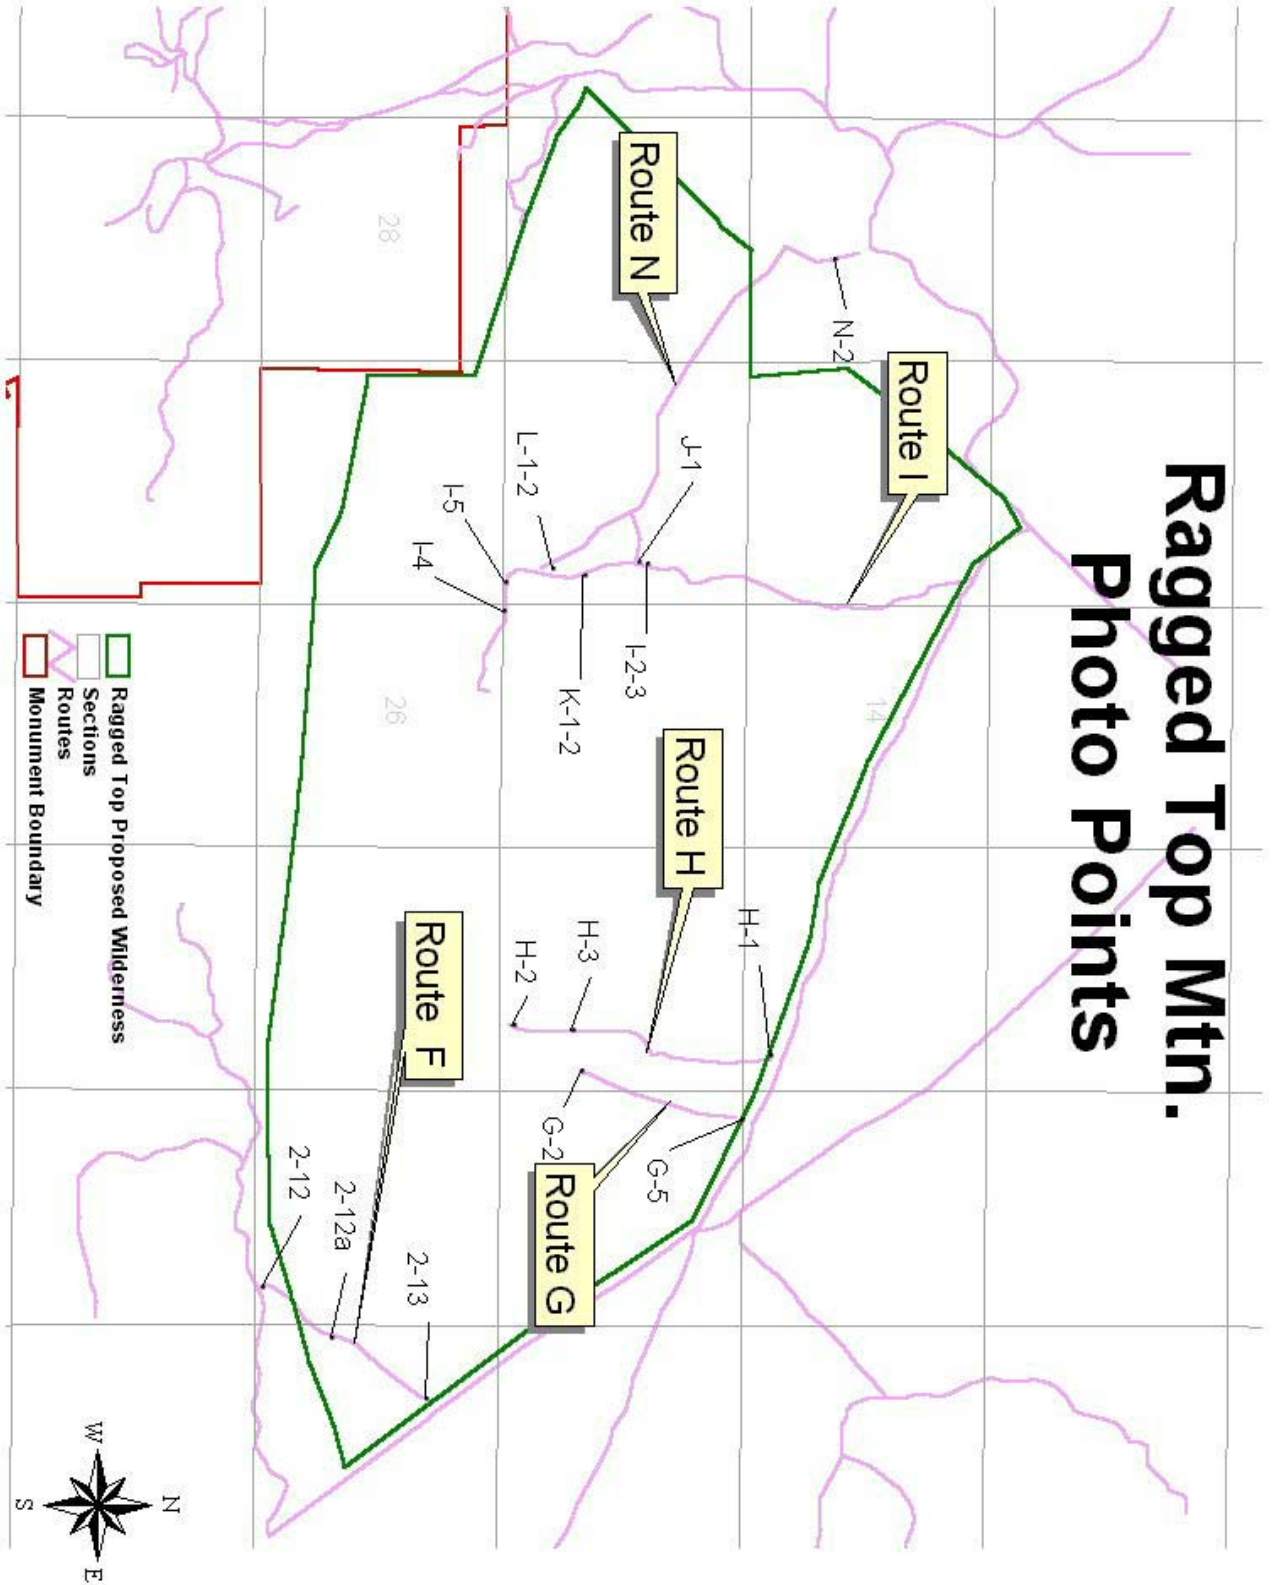 Ragged Top Mtn.
Photo Points
Route N
Route I
N-2
J-1
L-1-2
I-5
I-4
I-2-3
K-1-2
14
28
26
Route H
H-1
H-3
H-2
Route F
G-2
G-5
Route G
2-12
2-12a
2-13
Ragged Top Proposed Wilderness
Sections
Routes
Monument Boundary
N
W
E
S